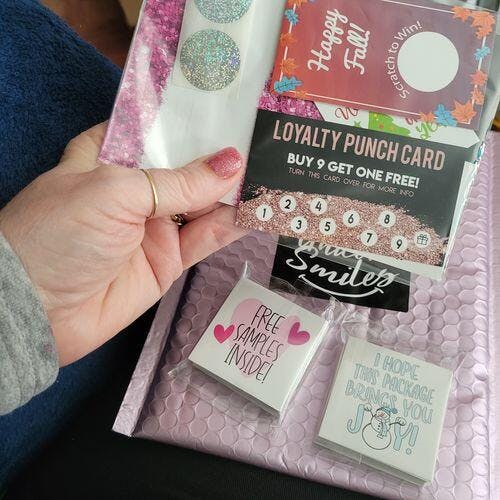 Happy
Fall!
Scratch to Win!
LOYALTY PUNCH CARD
BUY 9 GET ONE FREE!
TURN THIS CARD OVER FOR MORE INFO
1 2 3 4 5 6 7 8 9
Smiles
FREE
SAMPLES
INSIDE!
I HOPE
THIS PACKAGE
BRINGS YOU
JOY!